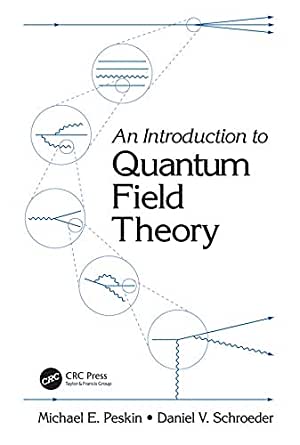 An Introduction to
Quantum
Field
Theory
CRC
CRC Press
Taylor & Francis Group
Michael E. Peskin • Daniel V. Schroeder